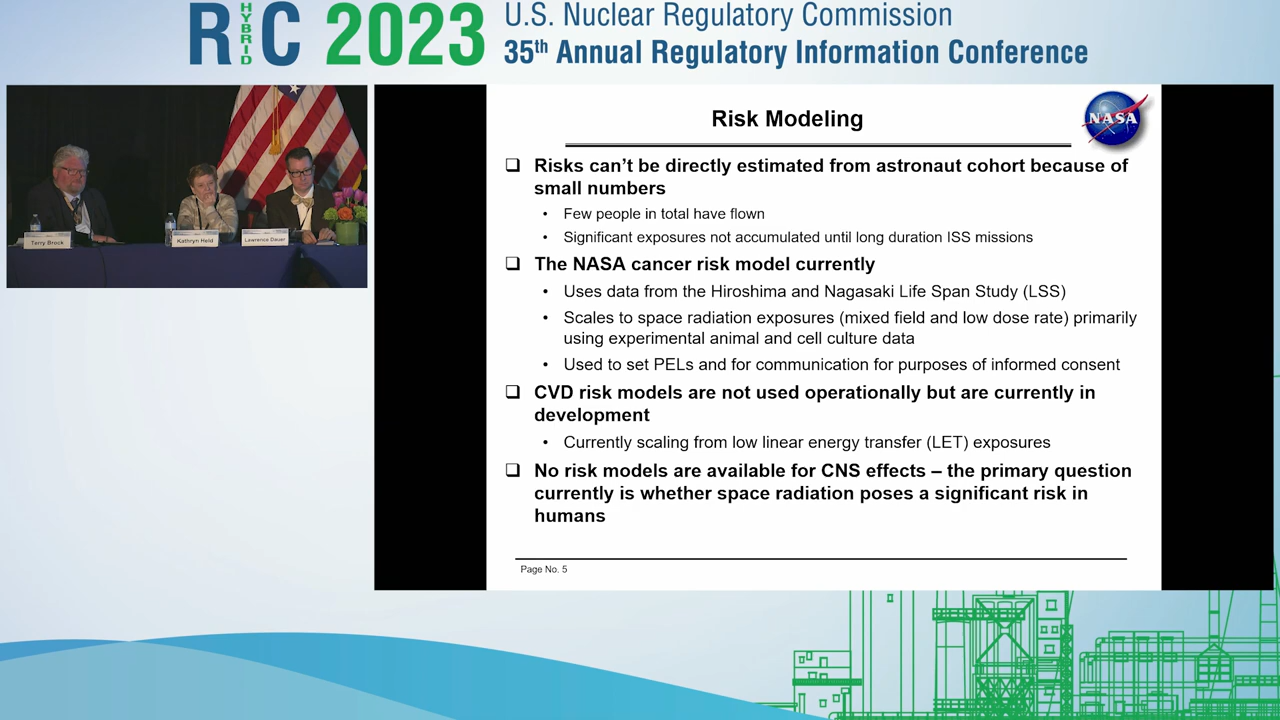 RIC HYBRID 2023
U.S. Nuclear Regulatory Commission
35th Annual Regulatory Information Conference
Terry Brock
Kathryn Held
Lawrence Dauer
Risk Modeling
NASA
❑ Risks can't be directly estimated from astronaut cohort because of
small numbers
• Few people in total have flown
• Significant exposures not accumulated until long duration ISS missions
❑ The NASA cancer risk model currently
• Uses data from the Hiroshima and Nagasaki Life Span Study (LSS)
• Scales to space radiation exposures (mixed field and low dose rate) primarily
using experimental animal and cell culture data
• Used to set PELs and for communication for purposes of informed consent
❑ CVD risk models are not used operationally but are currently in
development
• Currently scaling from low linear energy transfer (LET) exposures
❑ No risk models are available for CNS effects – the primary question
currently is whether space radiation poses a significant risk in
humans
Page No. 5